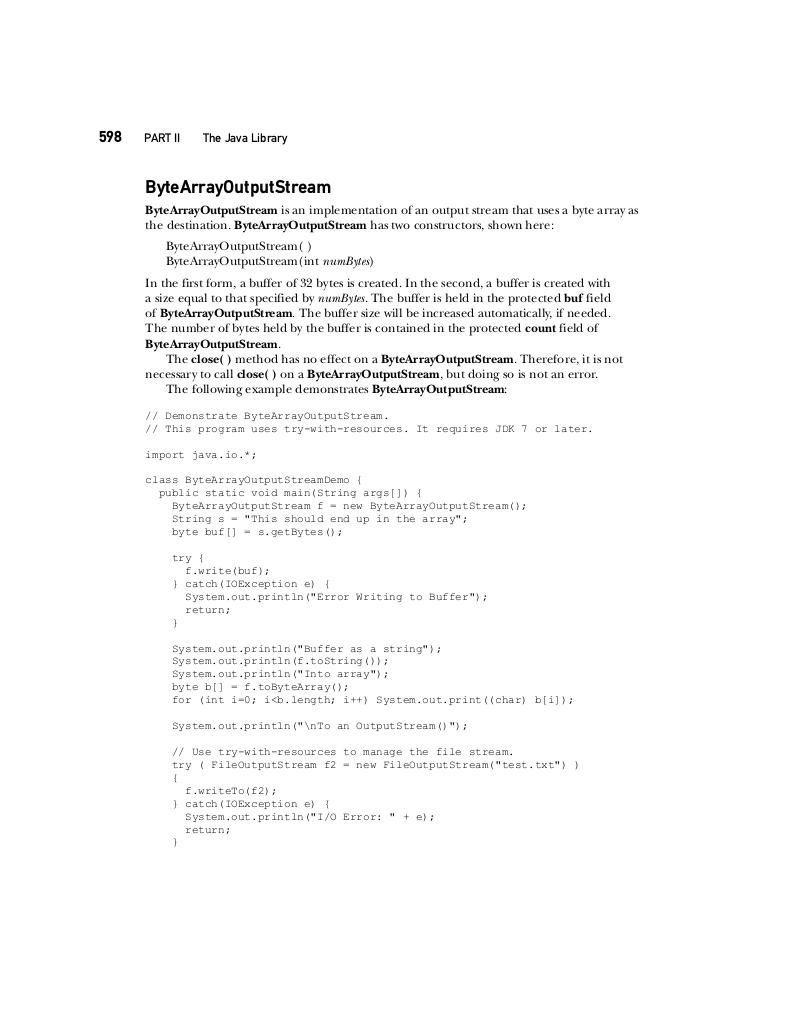 598 PART II The Java Library
ByteArrayOutputStream
ByteArrayOutputStream is an implementation of an output stream that uses a byte array as
the destination. ByteArrayOutputStream has two constructors, shown here:
ByteArrayOutputStream( )
ByteArrayOutputStream(int numBytes)
In the first form, a buffer of 32 bytes is created. In the second, a buffer is created with
a size equal to that specified by numBytes. The buffer is held in the protected buf field
of ByteArrayOutputStream. The buffer size will be increased automatically, if needed.
The number of bytes held by the buffer is contained in the protected count field of
ByteArrayOutputStream.
The close( ) method has no effect on a ByteArrayOutputStream. Therefore, it is not
necessary to call close( ) on a ByteArrayOutputStream, but doing so is not an error.
The following example demonstrates ByteArrayOutputStream:
// Demonstrate ByteArrayOutputStream.
// This program uses try-with-resources. It requires JDK 7 or later.
import java.io.*;
class ByteArrayOutputStreamDemo {
public static void main(String args[]) {
ByteArrayOutputStream f = new ByteArrayOutputStream();
String s = "This should end up in the array";
byte buf[] = s.getBytes();
try {
f.write(buf);
} catch(IOException e) {
System.out.println("Error Writing to Buffer");
return;
}
System.out.println("Buffer as a string");
System.out.println(f.toString());
System.out.println("Into array");
byte b[] = f.toByteArray();
for (int i=0; i<b.length; i++) System.out.print((char) b[i]);
System.out.println("\nTo an OutputStream()");
// Use try-with-resources to manage the file stream.
try ( FileOutputStream f2 = new FileOutputStream("test.txt") )
{
f.writeTo(f2);
} catch(IOException e) {
System.out.println("I/O Error: " + e);
return;
}